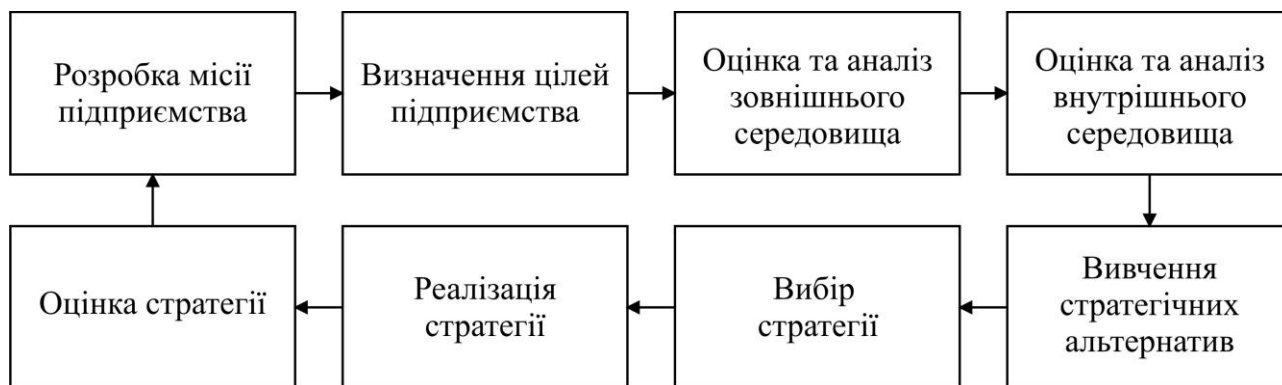 Розробка місії
підприємства
Визначення цілей
підприємства
Оцінка та аналіз
зовнішнього
середовища
Оцінка та аналіз
внутрішнього
середовища
Оцінка стратегії
Реалізація
стратегії
Вибір
стратегії
Вивчення
стратегічних
альтернатив